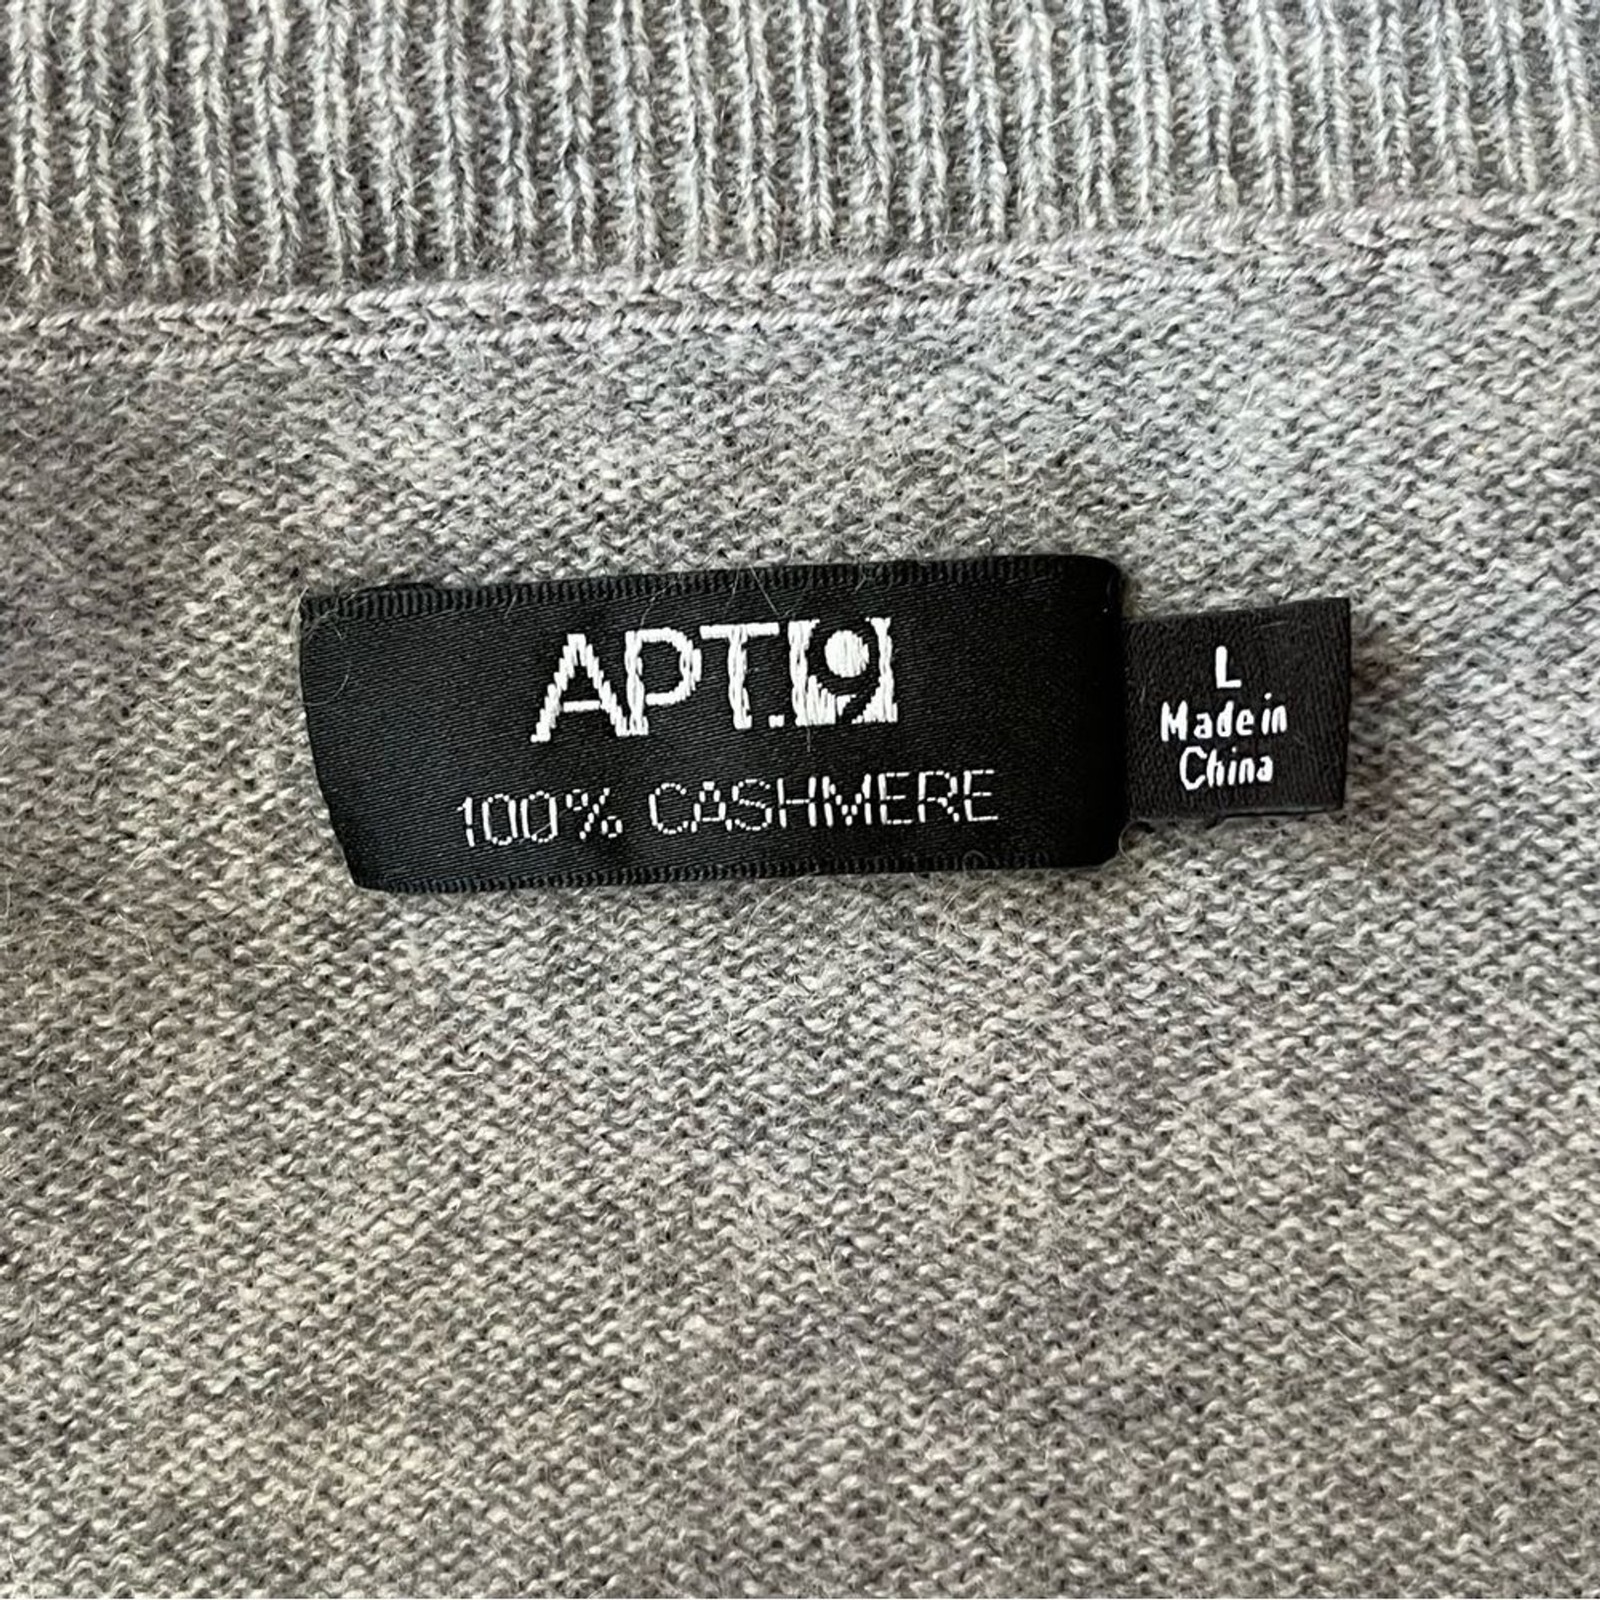 APT.9
100% CASHMERE
L
Made in
China